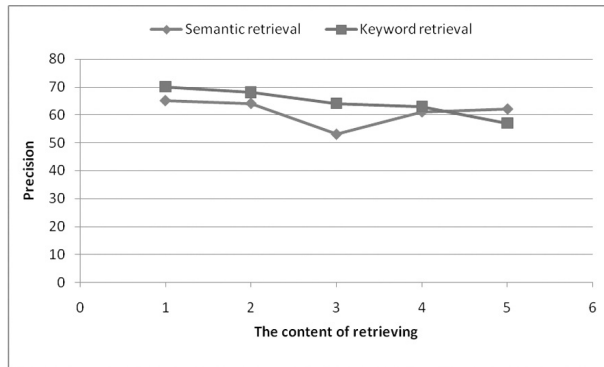 Semantic retrieval Keyword retrieval
80
70
60
50
40
30
20
10
0
Precision
0 1 2 3 4 5 6
The content of retrieving